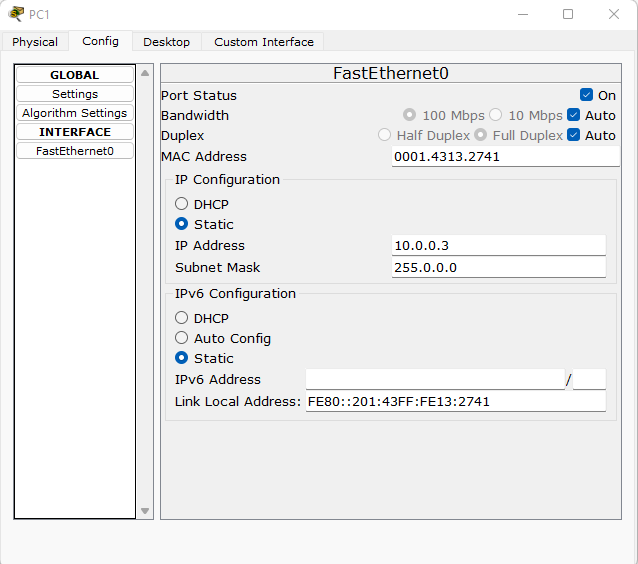 PC1
Physical Config Desktop Custom Interface
GLOBAL
Settings
Algorithm Settings
INTERFACE
FastEthernet0
FastEthernet0
Port Status On
Bandwidth 100 Mbps 10 Mbps Auto
Duplex Half Duplex Full Duplex Auto
MAC Address 0001.4313.2741
IP Configuration
DHCP
Static
IP Address 10.0.0.3
Subnet Mask 255.0.0.0
IPv6 Configuration
DHCP
Auto Config
Static
IPv6 Address /
Link Local Address: FE80::201:43FF:FE13:2741